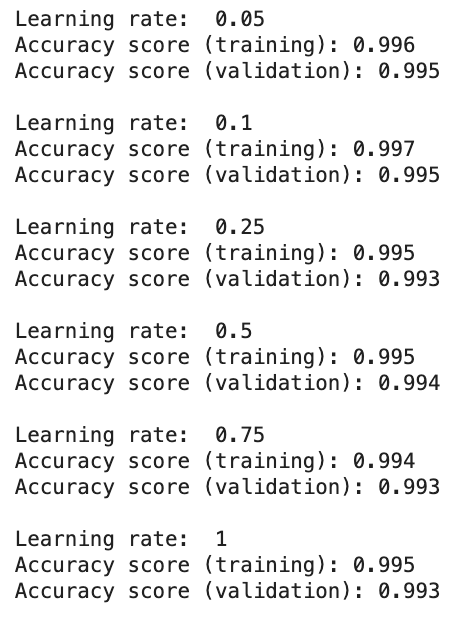 Learning rate:  0.05
Accuracy score (training): 0.996
Accuracy score (validation): 0.995
Learning rate:  0.1
Accuracy score (training): 0.997
Accuracy score (validation): 0.995
Learning rate:  0.25
Accuracy score (training): 0.995
Accuracy score (validation): 0.993
Learning rate:  0.5
Accuracy score (training): 0.995
Accuracy score (validation): 0.994
Learning rate:  0.75
Accuracy score (training): 0.994
Accuracy score (validation): 0.993
Learning rate:  1
Accuracy score (training): 0.995
Accuracy score (validation): 0.993